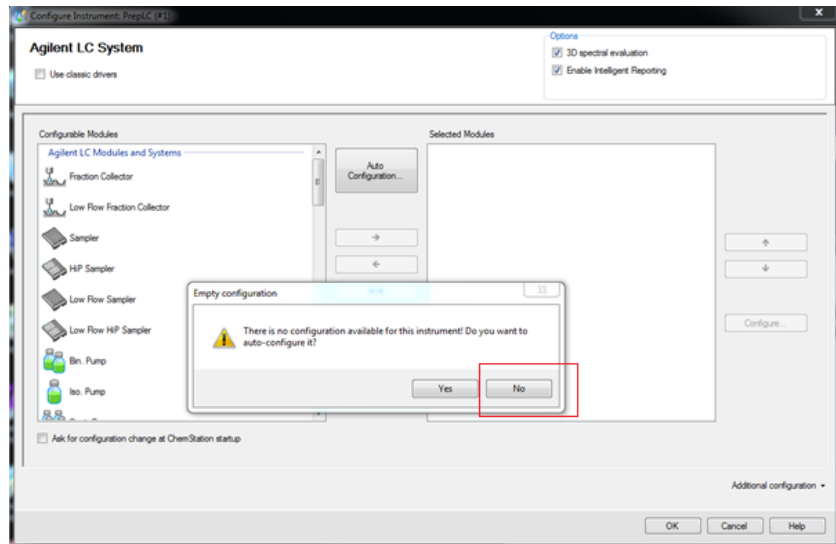 Configure Instrument: PrepLC (#1)
x
Agilent LC System
Use classic drivers
Options
3D spectral evaluation
Enable Intelligent Reporting
Configurable Modules
Selected Modules
Agilent LC Modules and Systems
Fraction Collector
Low Flow Fraction Collector
Sampler
HiP Sampler
Low Flow Sampler
Low Flow HiP Sampler
Bin. Pump
Iso. Pump
Auto
Configuration...
Configure...
Empty configuration
There is no configuration available for this instrument! Do you want to
auto-configure it?
Yes
No
Ask for configuration change at ChemStation startup
Additional configuration
OK
Cancel
Help